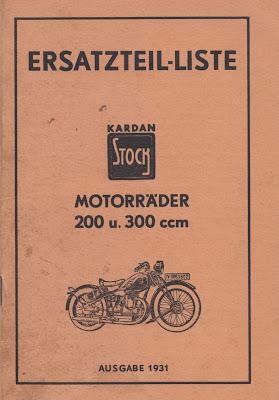 ERSATZTEIL-LISTE
KARDAN
STOCK
MOTORRÄDER
200 u. 300 ccm
AUSGABE 1931